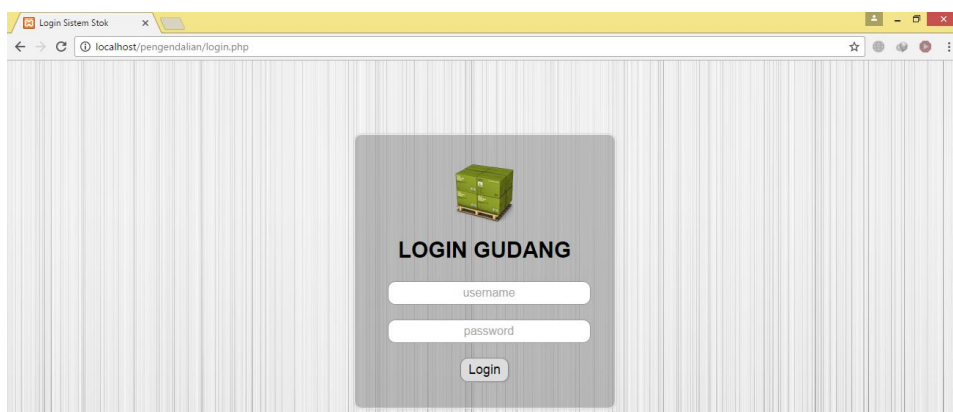 Login Sistem Stok
localhost/pengendalian/login.php
LOGIN GUDANG
username
password
Login